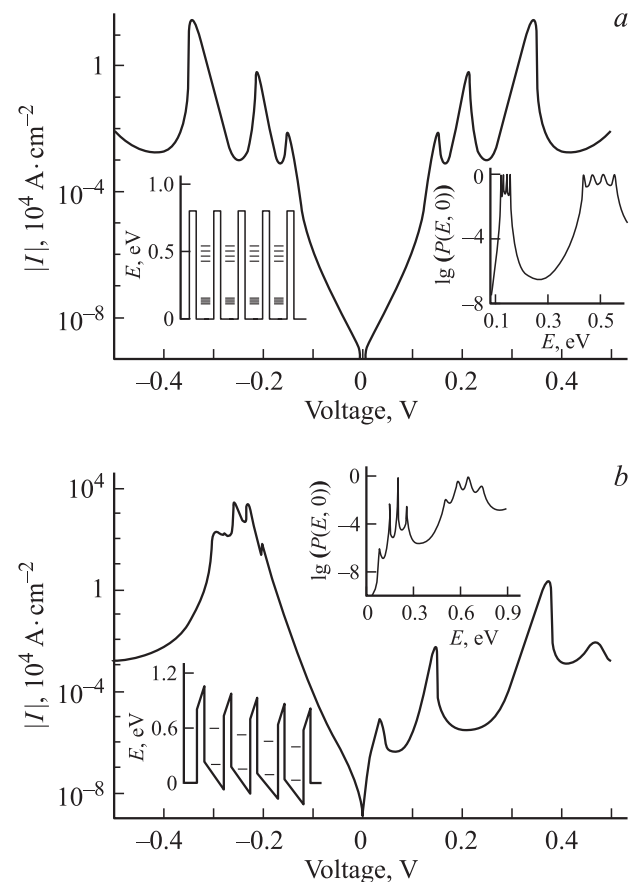 a
|I|, 10⁴ A·cm⁻²
1
10⁻⁴
10⁻⁸
E, eV
1.0
0.5
0
lg (P(E, 0))
0
−4
−8
0.1 0.3 0.5
E, eV
−0.4 −0.2 0 0.2 0.4
Voltage, V
b
|I|, 10⁴ A·cm⁻²
10⁴
1
10⁻⁴
10⁻⁸
lg (P(E, 0))
0
−4
−8
0 0.3 0.6 0.9
E, eV
E, eV
1.2
0.6
0
−0.4 −0.2 0 0.2 0.4
Voltage, V